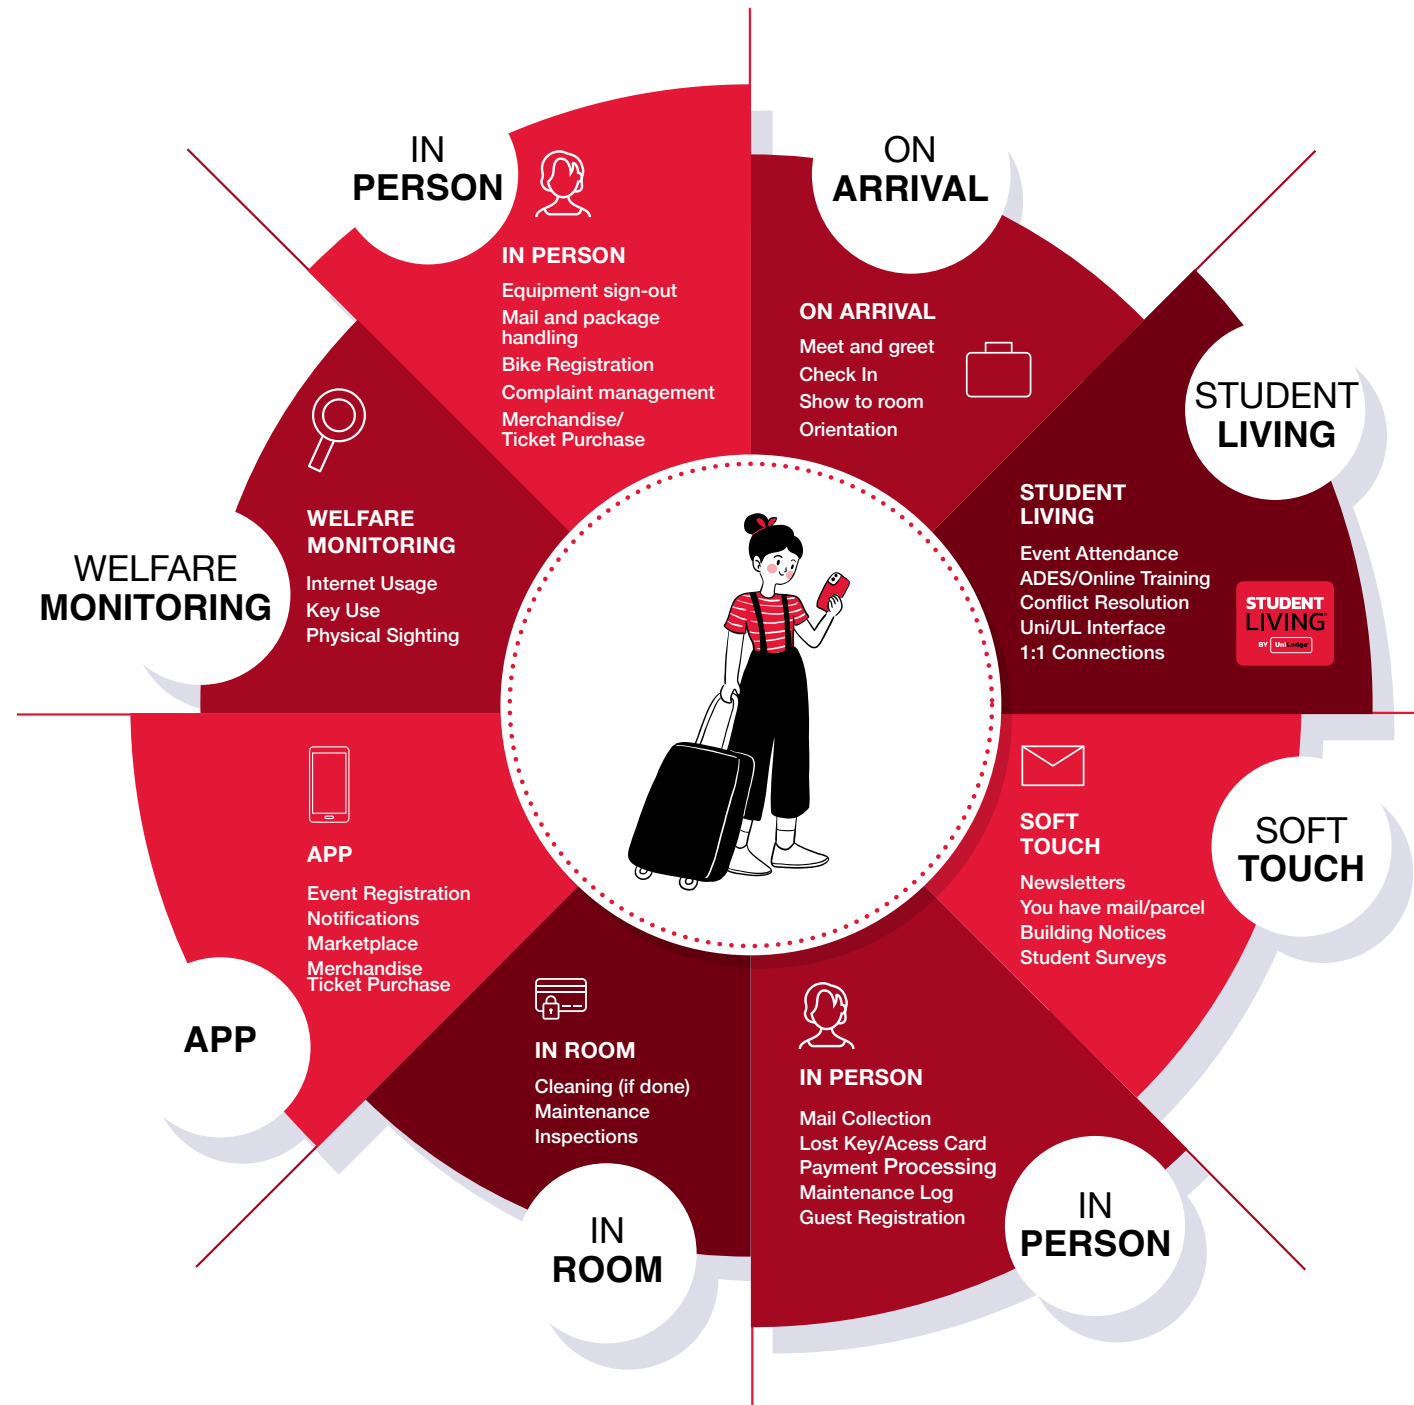 IN
PERSON
IN PERSON
Equipment sign-out
Mail and package
handling
Bike Registration
Complaint management
Merchandise/
Ticket Purchase
ON
ARRIVAL
ON ARRIVAL
Meet and greet
Check In
Show to room
Orientation
STUDENT
LIVING
STUDENT
LIVING
Event Attendance
ADES/Online Training
Conflict Resolution
Uni/UL Interface
1:1 Connections
STUDENT
LIVING
BY UniLodge
SOFT
TOUCH
SOFT
TOUCH
Newsletters
You have mail/parcel
Building Notices
Student Surveys
IN PERSON
Mail Collection
Lost Key/Acess Card
Payment Processing
Maintenance Log
Guest Registration
IN
PERSON
IN ROOM
Cleaning (if done)
Maintenance
Inspections
IN
ROOM
APP
Event Registration
Notifications
Marketplace
Merchandise
Ticket Purchase
APP
WELFARE
MONITORING
WELFARE
MONITORING
Internet Usage
Key Use
Physical Sighting